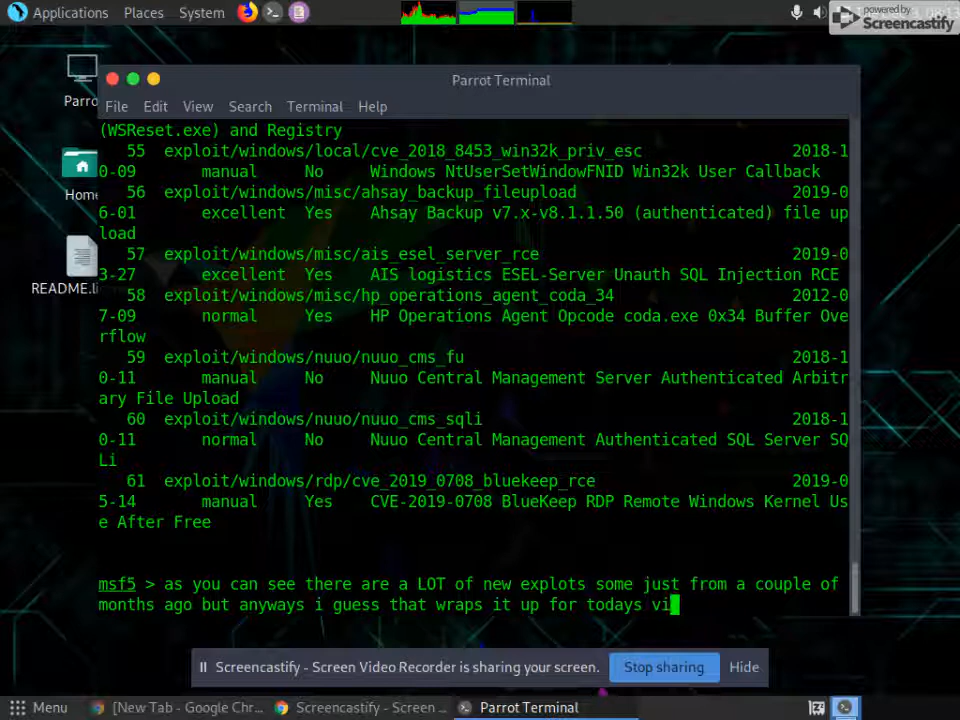 Applications Places System
powered by
Screencastify
Parrot Terminal
Parro
File Edit View Search Terminal Help
(WSReset.exe) and Registry
55 exploit/windows/local/cve_2018_8453_win32k_priv_esc 2018-1
0-09 manual No Windows NtUserSetWindowFNID Win32k User Callback
56 exploit/windows/misc/ahsay_backup_fileupload 2019-0
6-01 excellent Yes Ahsay Backup v7.x-v8.1.1.50 (authenticated) file up
load
57 exploit/windows/misc/ais_esel_server_rce 2019-0
3-27 excellent Yes AIS logistics ESEL-Server Unauth SQL Injection RCE
58 exploit/windows/misc/hp_operations_agent_coda_34 2012-0
7-09 normal Yes HP Operations Agent Opcode coda.exe 0x34 Buffer Ove
rflow
59 exploit/windows/nuuo/nuuo_cms_fu 2018-1
0-11 manual No Nuuo Central Management Server Authenticated Arbitr
ary File Upload
60 exploit/windows/nuuo/nuuo_cms_sqli 2018-1
0-11 normal No Nuuo Central Management Authenticated SQL Server SQ
Li
61 exploit/windows/rdp/cve_2019_0708_bluekeep_rce 2019-0
5-14 manual Yes CVE-2019-0708 BlueKeep RDP Remote Windows Kernel Us
e After Free
Home
README.li
msf5 > as you can see there are a LOT of new explots some just from a couple of
months ago but anyways i guess that wraps it up for todays vi
Screencastify - Screen Video Recorder is sharing your screen. Stop sharing Hide
Menu [New Tab - Google Chr... Screencastify - Screen ... Parrot Terminal